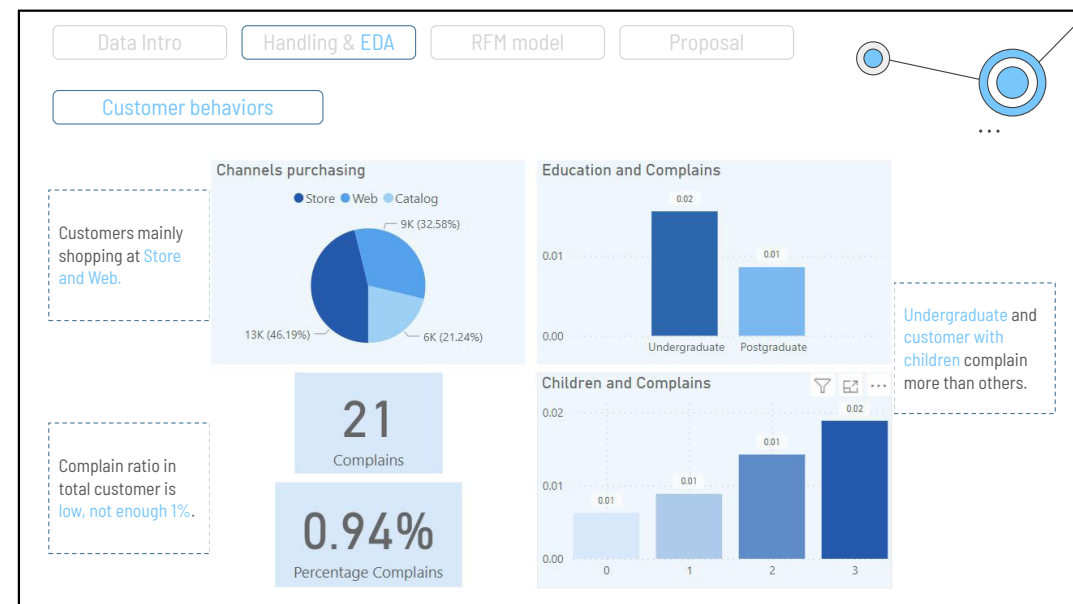 Data Intro
Handling & EDA
RFM model
Proposal
Customer behaviors
...
Customers mainly
shopping at Store
and Web.
Channels purchasing
Store Web Catalog
9K (32.58%)
13K (46.19%)
6K (21.24%)
Education and Complains
0.02
0.01
0.01
0.00
Undergraduate Postgraduate
Undergraduate and
customer with
children complain
more than others.
Complain ratio in
total customer is
low, not enough 1%.
21
Complains
0.94%
Percentage Complains
Children and Complains
0.02
0.02
0.01
0.01
0.01
0.01
0.00
0 1 2 3